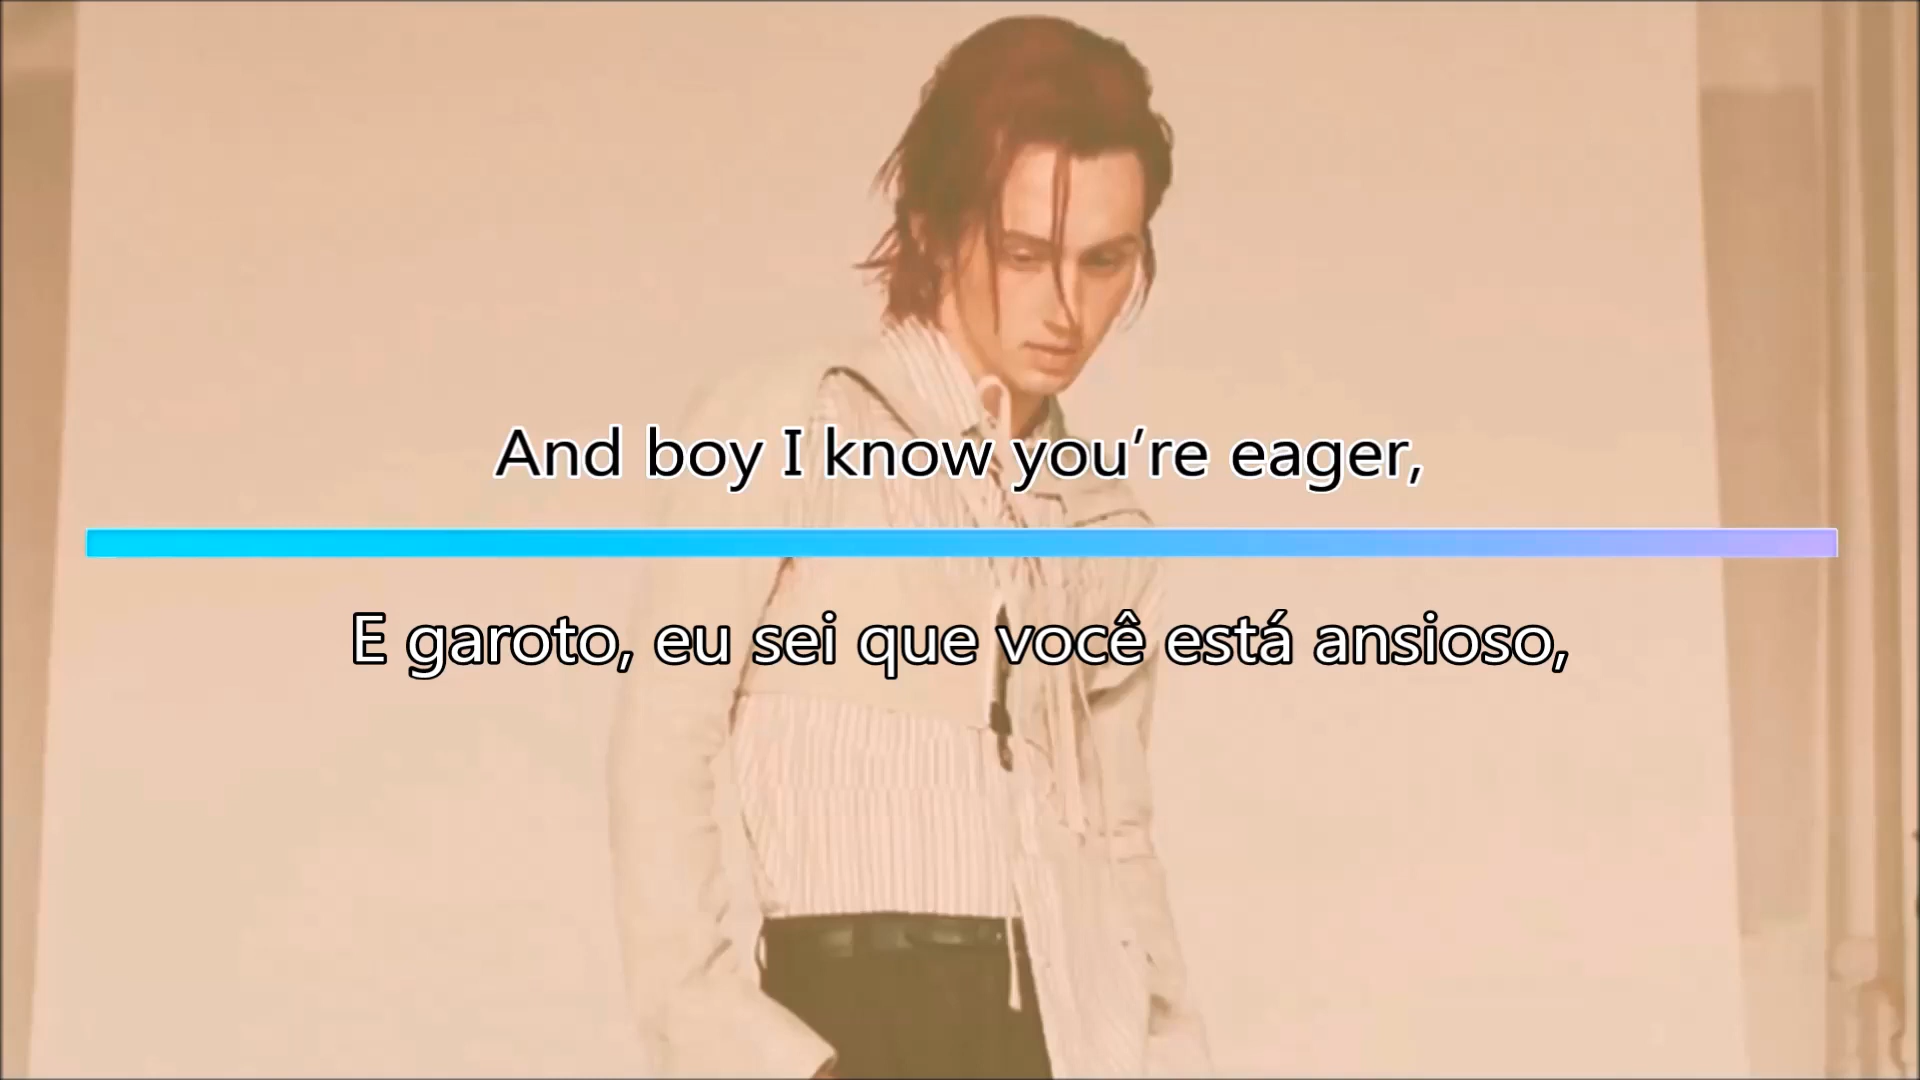 And boy I know you’re eager,
E garoto, eu sei que você está ansioso,